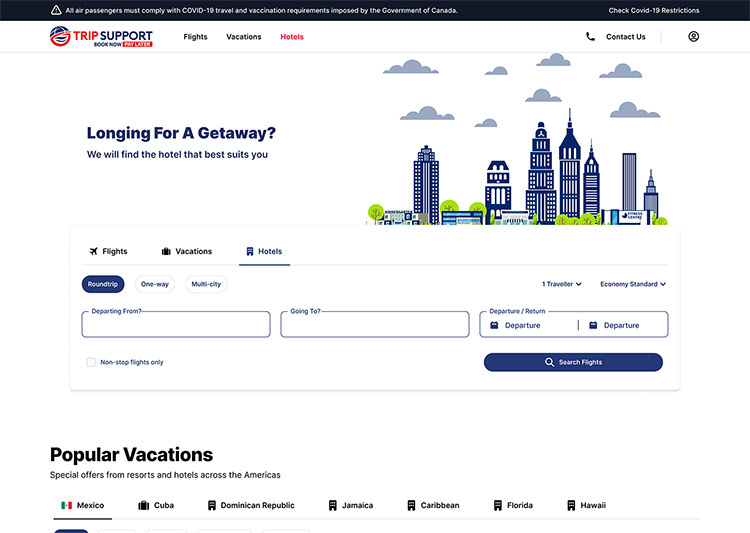 All air passengers must comply with COVID-19 travel and vaccination requirements imposed by the Government of Canada. Check Covid-19 Restrictions
TRIP SUPPORT
BOOK NOW PAY LATER
Flights Vacations Hotels Contact Us
Longing For A Getaway?
We will find the hotel that best suits you
KINDERGARTEN
FITNESS CENTRE
Flights Vacations Hotels
Roundtrip One-way Multi-city 1 Traveller Economy Standard
Departing From? Going To? Departure / Return
Departure | Departure
Non-stop flights only Search Flights
Popular Vacations
Special offers from resorts and hotels across the Americas
Mexico Cuba Dominican Republic Jamaica Caribbean Florida Hawaii